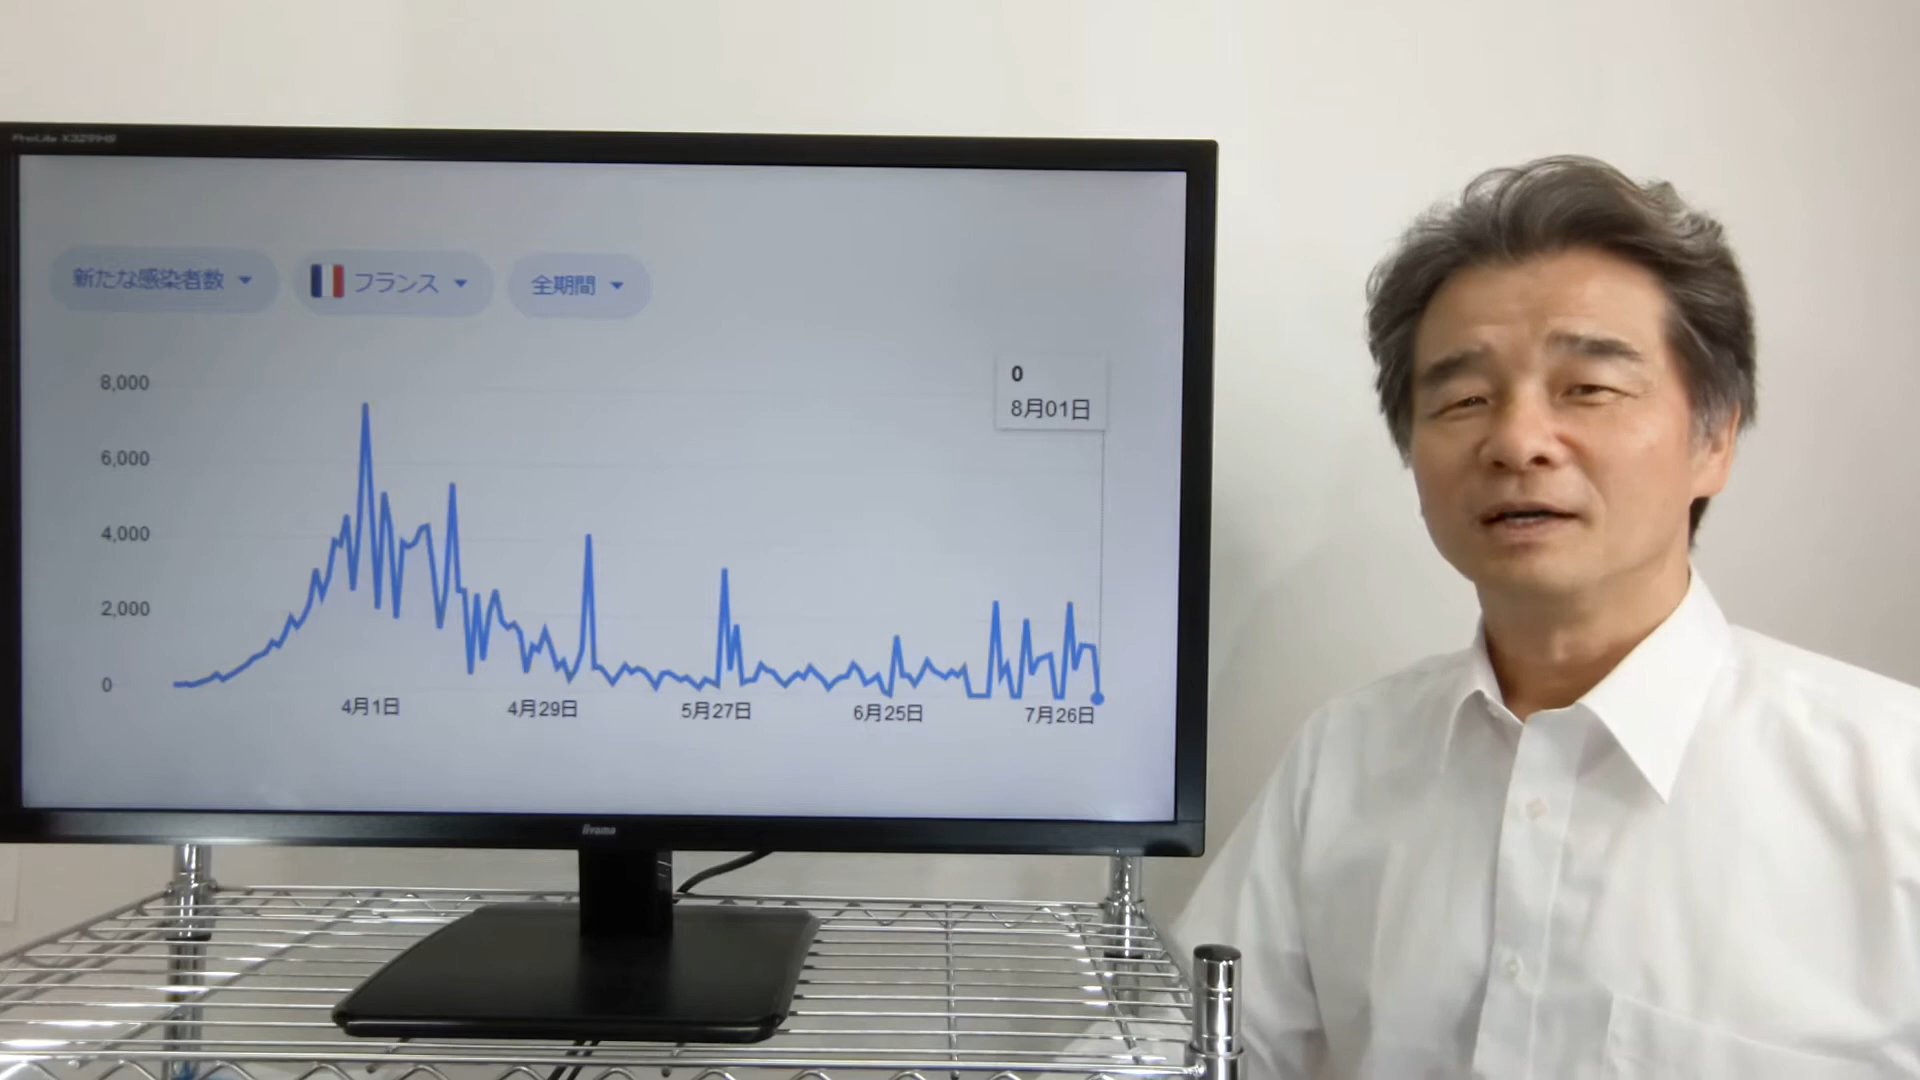 ProLite X3291HS
新たな感染者数
フランス
全期間
0
8月01日
8,000
6,000
4,000
2,000
0
4月1日
4月29日
5月27日
6月25日
7月26日
iiyama